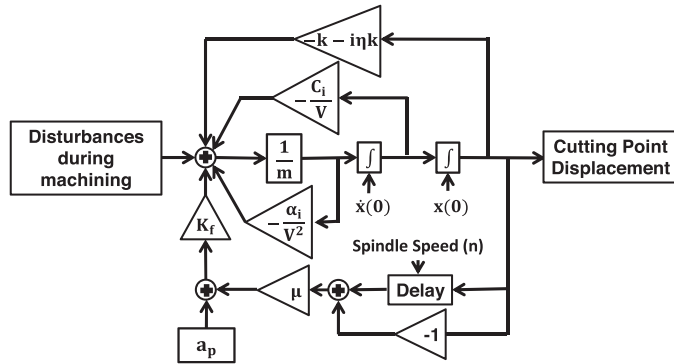 −k − iηk
− C_i / V
Disturbances
during
machining
1 / m
∫
∫
Cutting Point
Displacement
ẋ(0)
x(0)
− α_i / V²
K_f
Spindle Speed (n)
μ
Delay
-1
a_p